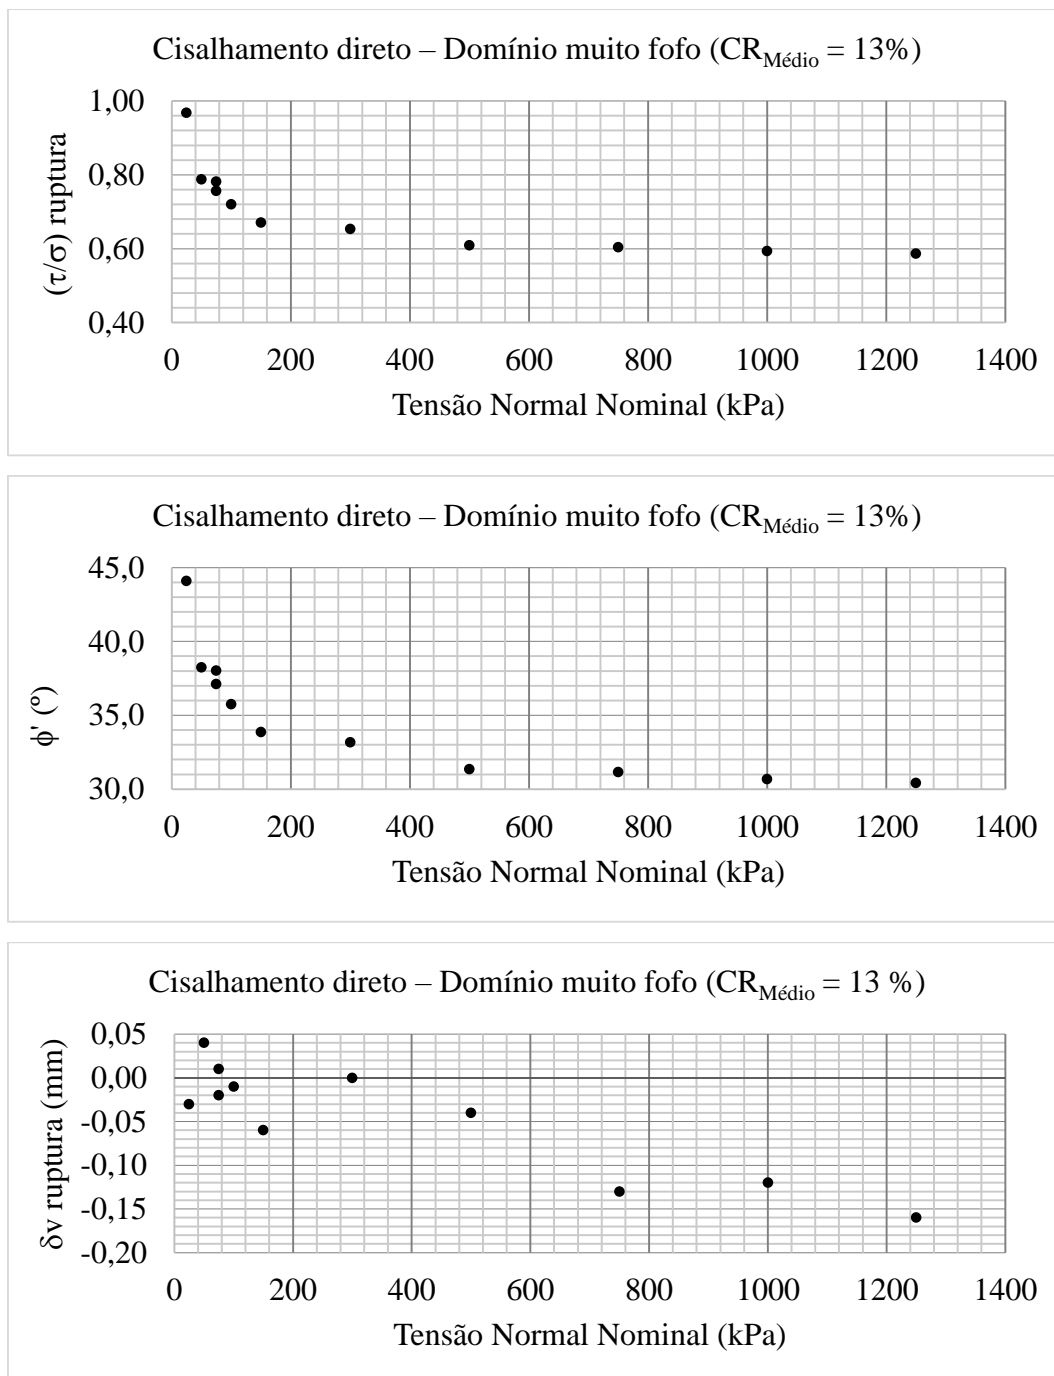 Cisalhamento direto – Domínio muito fofo (CRMédio = 13%)
1,00
0,80
0,60
0,40
(τ/σ) ruptura
0 200 400 600 800 1000 1200 1400
Tensão Normal Nominal (kPa)
Cisalhamento direto – Domínio muito fofo (CRMédio = 13%)
45,0
40,0
35,0
30,0
ϕ' (º)
0 200 400 600 800 1000 1200 1400
Tensão Normal Nominal (kPa)
Cisalhamento direto – Domínio muito fofo (CRMédio = 13 %)
0,05
0,00
-0,05
-0,10
-0,15
-0,20
δv ruptura (mm)
0 200 400 600 800 1000 1200 1400
Tensão Normal Nominal (kPa)